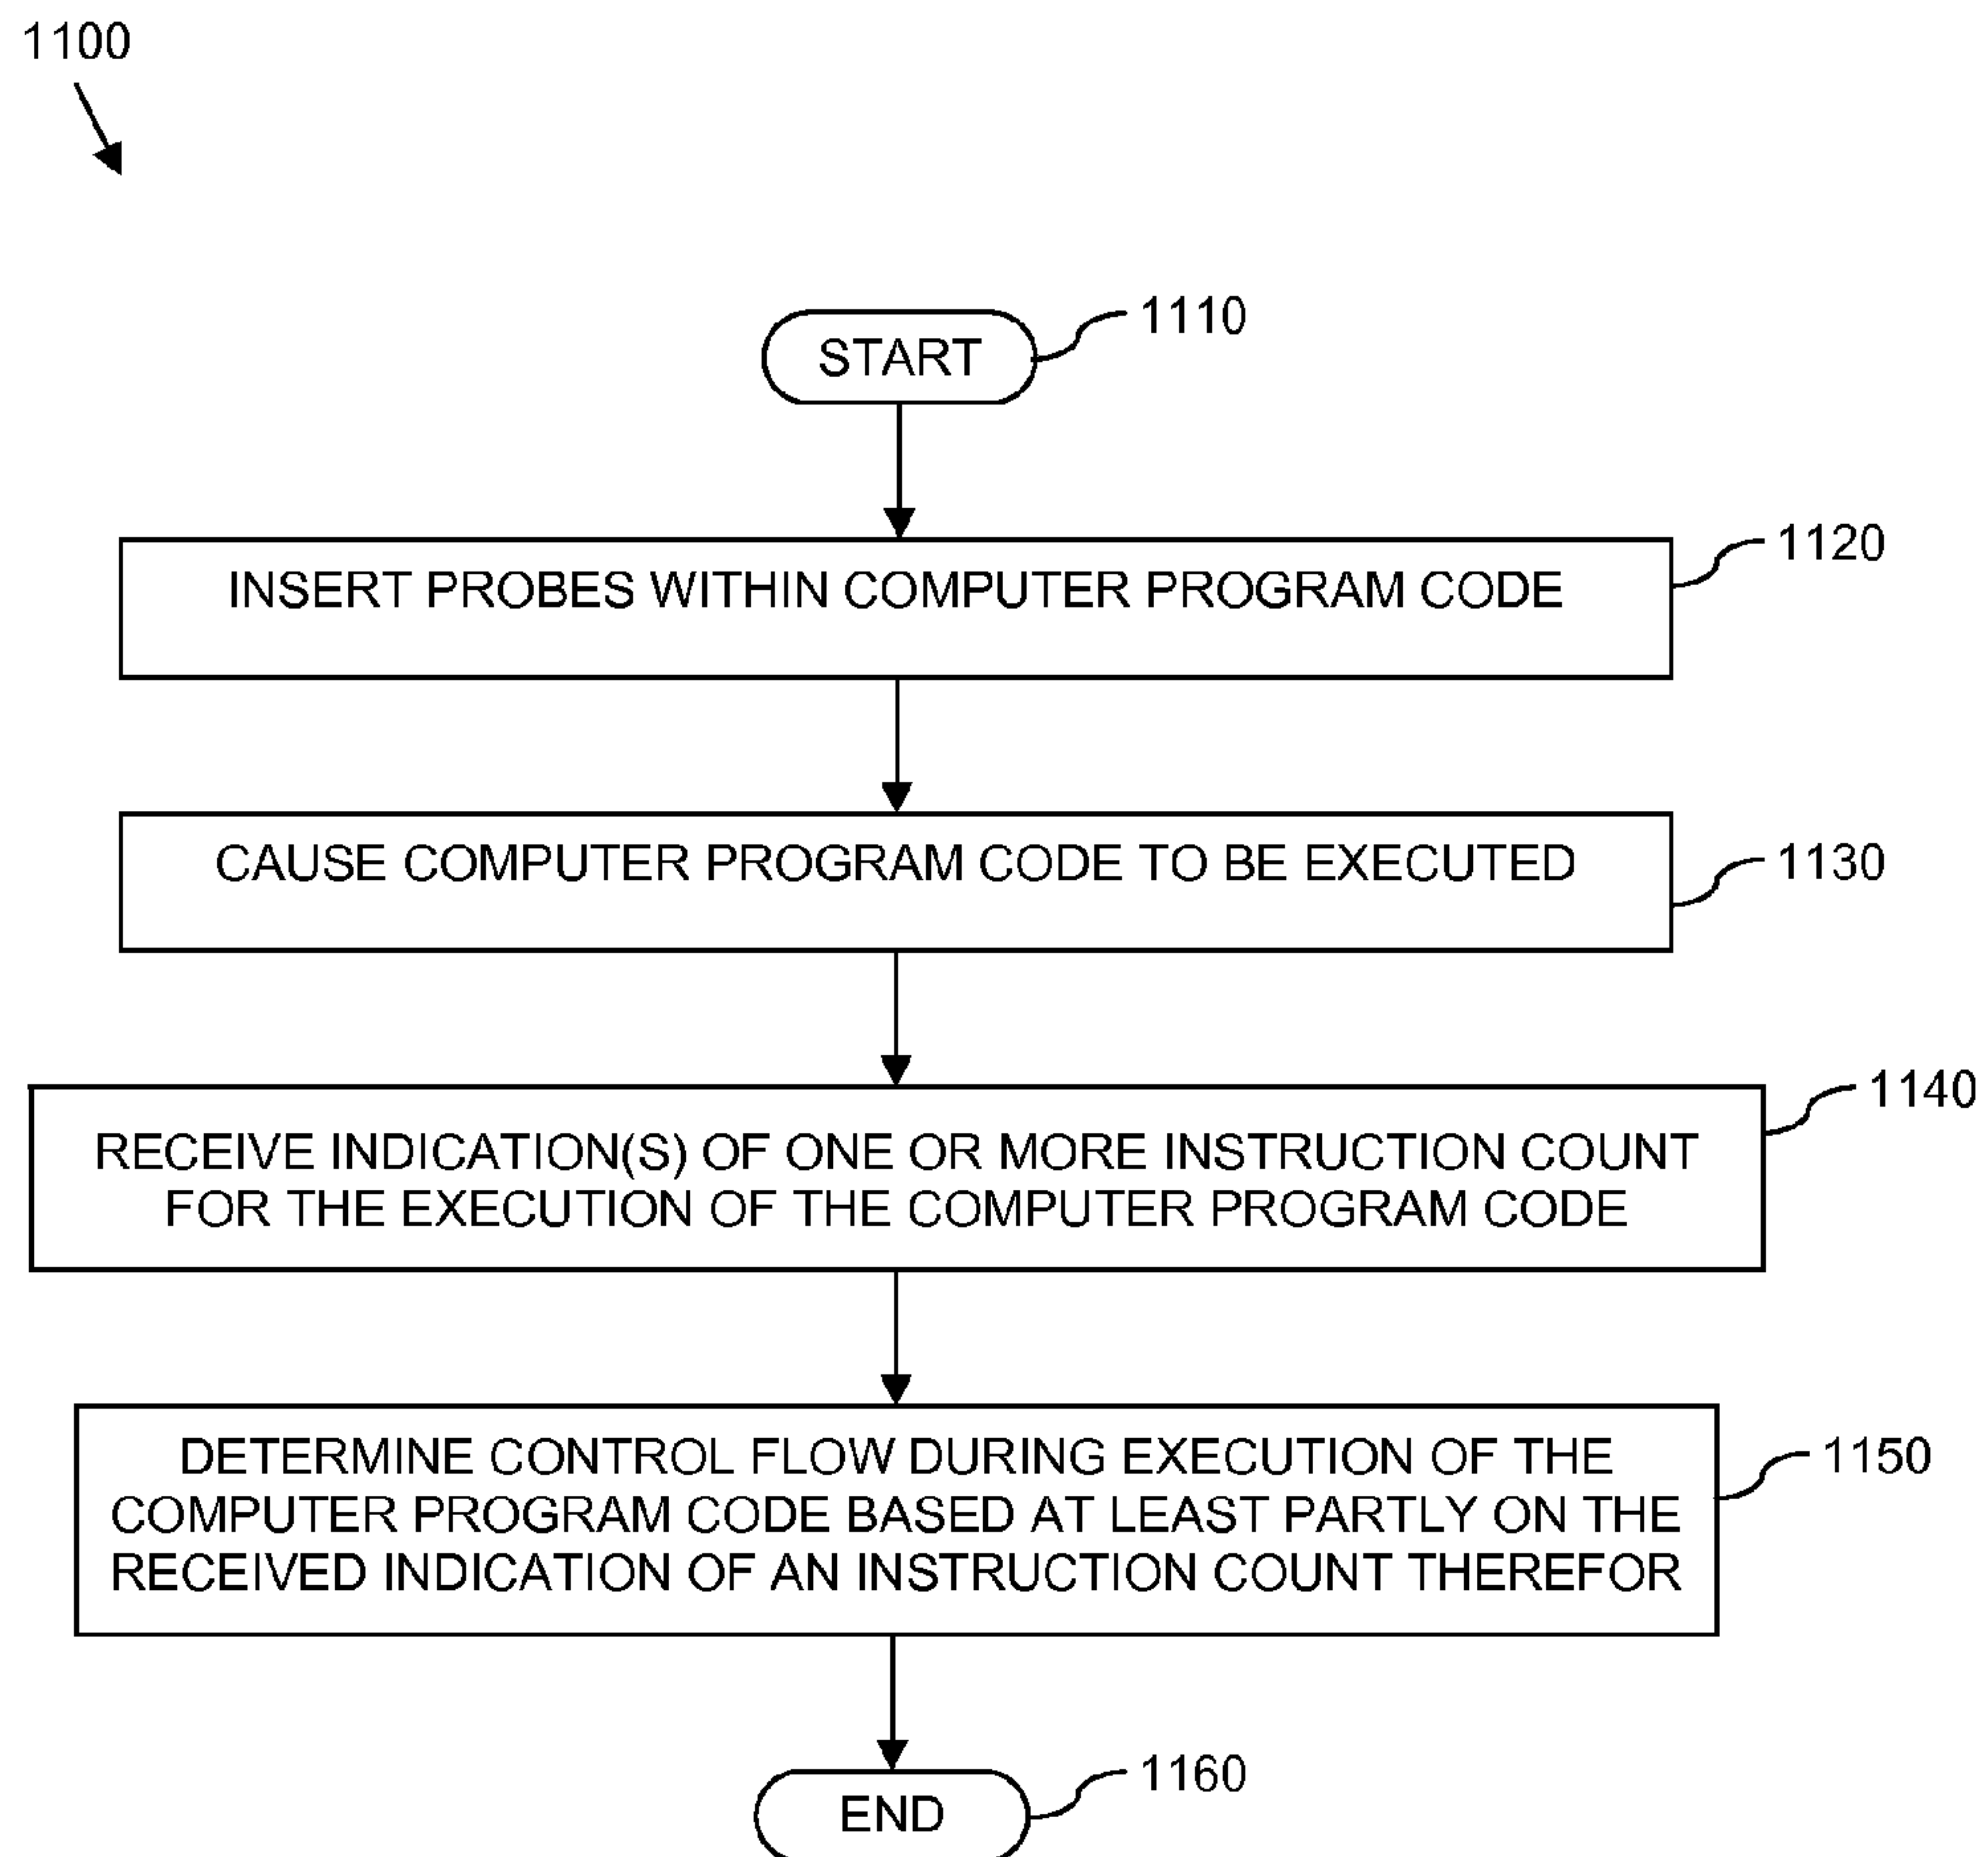 1100
START
1110
INSERT PROBES WITHIN COMPUTER PROGRAM CODE
1120
CAUSE COMPUTER PROGRAM CODE TO BE EXECUTED
1130
RECEIVE INDICATION(S) OF ONE OR MORE INSTRUCTION COUNT
FOR THE EXECUTION OF THE COMPUTER PROGRAM CODE
1140
DETERMINE CONTROL FLOW DURING EXECUTION OF THE
COMPUTER PROGRAM CODE BASED AT LEAST PARTLY ON THE
RECEIVED INDICATION OF AN INSTRUCTION COUNT THEREFOR
1150
END
1160